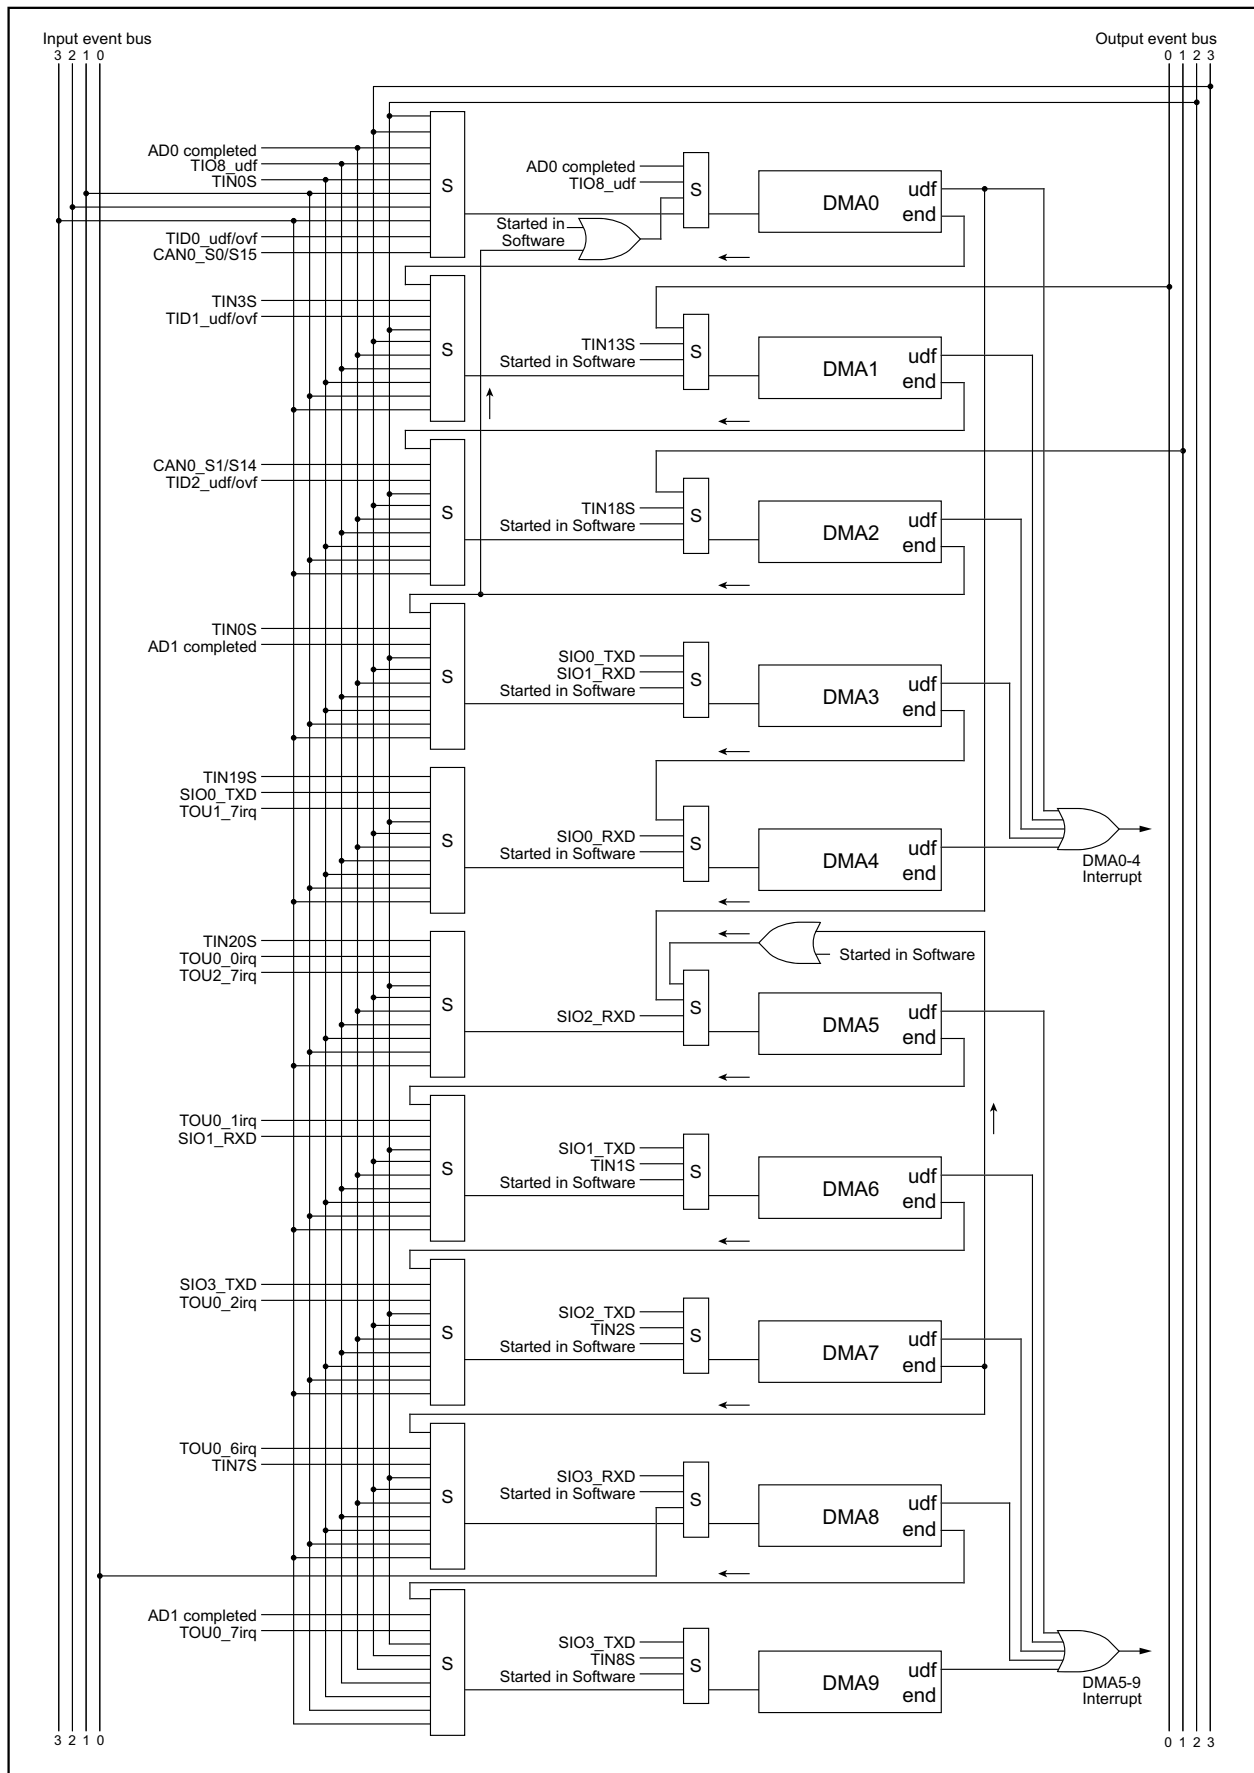 Input event bus
3 2 1 0
Output event bus
0 1 2 3
AD0 completed
TIO8_udf
TIN0S
TID0_udf/ovf
CAN0_S0/S15
S
AD0 completed
TIO8_udf
Started in
Software
S
DMA0
udf
end
TIN3S
TID1_udf/ovf
S
TIN13S
Started in Software
S
DMA1
udf
end
CAN0_S1/S14
TID2_udf/ovf
S
TIN18S
Started in Software
S
DMA2
udf
end
TIN0S
AD1 completed
S
SIO0_TXD
SIO1_RXD
Started in Software
S
DMA3
udf
end
TIN19S
SIO0_TXD
TOU1_7irq
S
SIO0_RXD
Started in Software
S
DMA4
udf
end
DMA0-4
Interrupt
TIN20S
TOU0_0irq
TOU2_7irq
S
Started in Software
SIO2_RXD
S
DMA5
udf
end
TOU0_1irq
SIO1_RXD
S
SIO1_TXD
TIN1S
Started in Software
S
DMA6
udf
end
SIO3_TXD
TOU0_2irq
S
SIO2_TXD
TIN2S
Started in Software
S
DMA7
udf
end
TOU0_6irq
TIN7S
S
SIO3_RXD
Started in Software
S
DMA8
udf
end
AD1 completed
TOU0_7irq
S
SIO3_TXD
TIN8S
Started in Software
S
DMA9
udf
end
DMA5-9
Interrupt
3 2 1 0
0 1 2 3